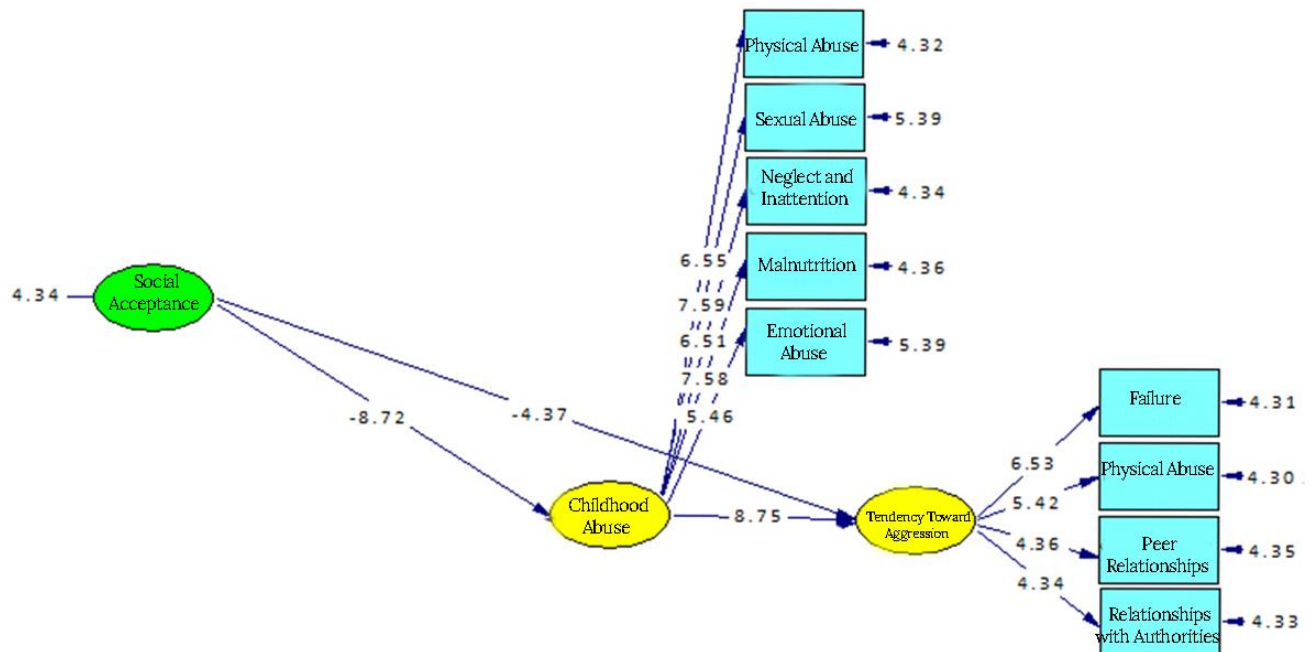 Physical Abuse
4.32
Sexual Abuse
5.39
Neglect and
Inattention
4.34
Malnutrition
4.36
Emotional
Abuse
5.39
6.55
7.59
6.51
7.58
5.46
4.34
Social
Acceptance
-8.72
-4.37
Childhood
Abuse
8.75
Tendency Toward
Aggression
6.53
5.42
4.36
4.34
Failure
4.31
Physical Abuse
4.30
Peer
Relationships
4.35
Relationships
with Authorities
4.33